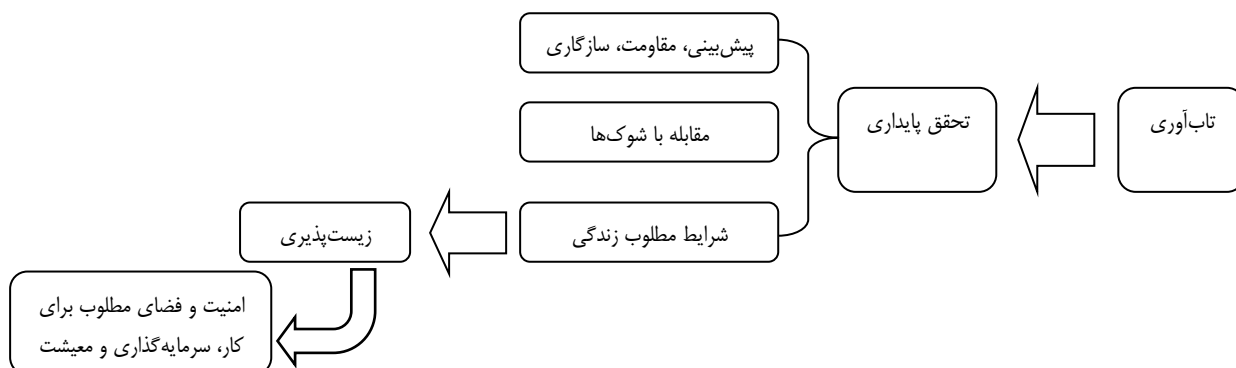 تاب‌آوری
تحقق پایداری
پیش‌بینی، مقاومت، سازگاری
مقابله با شوک‌ها
شرایط مطلوب زندگی
زیست‌پذیری
امنیت و فضای مطلوب برای
کار، سرمایه‌گذاری و معیشت